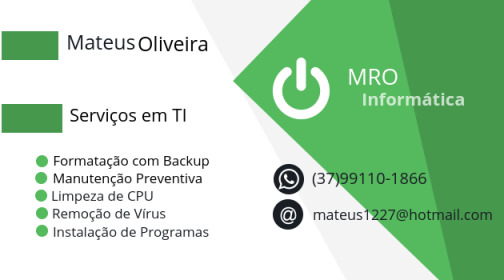 Mateus Oliveira
Serviços em TI
Formatação com Backup
Manutenção Preventiva
Limpeza de CPU
Remoção de Vírus
Instalação de Programas
MRO
Informática
(37)99110-1866
@ mateus1227@hotmail.com